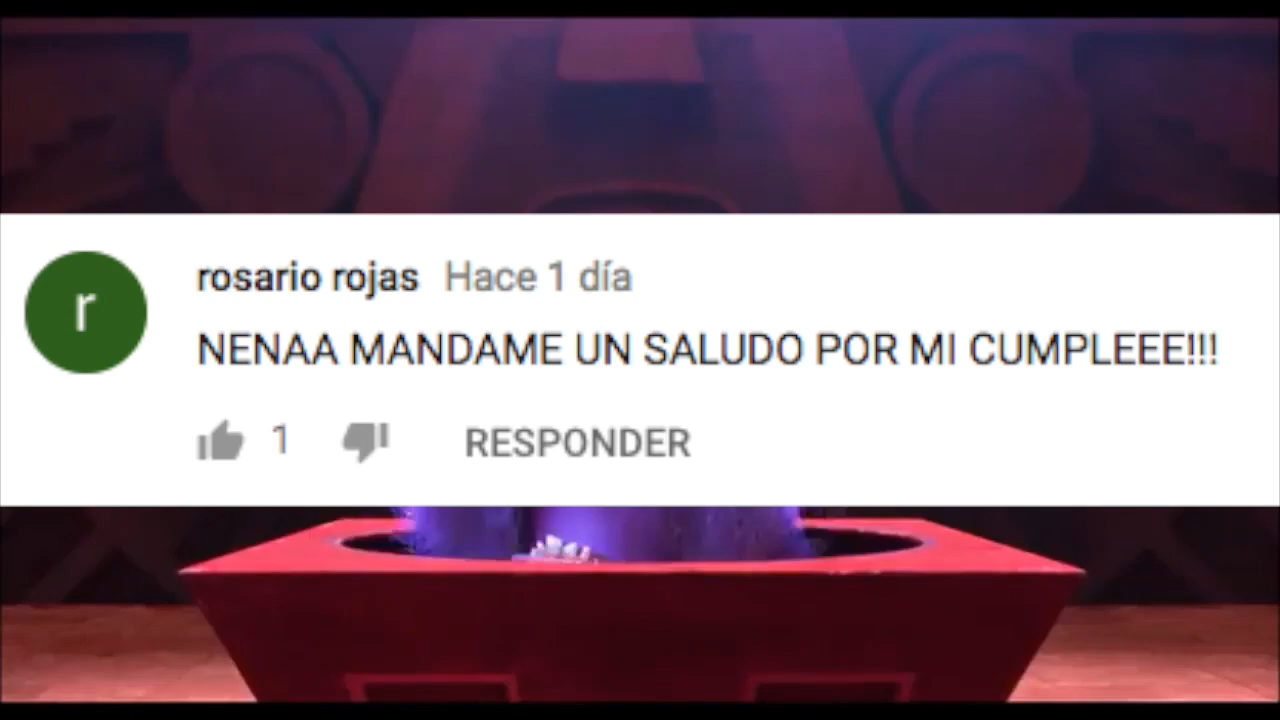 r
rosario rojas Hace 1 día
NENAA MANDAME UN SALUDO POR MI CUMPLEEE!!!
1 RESPONDER